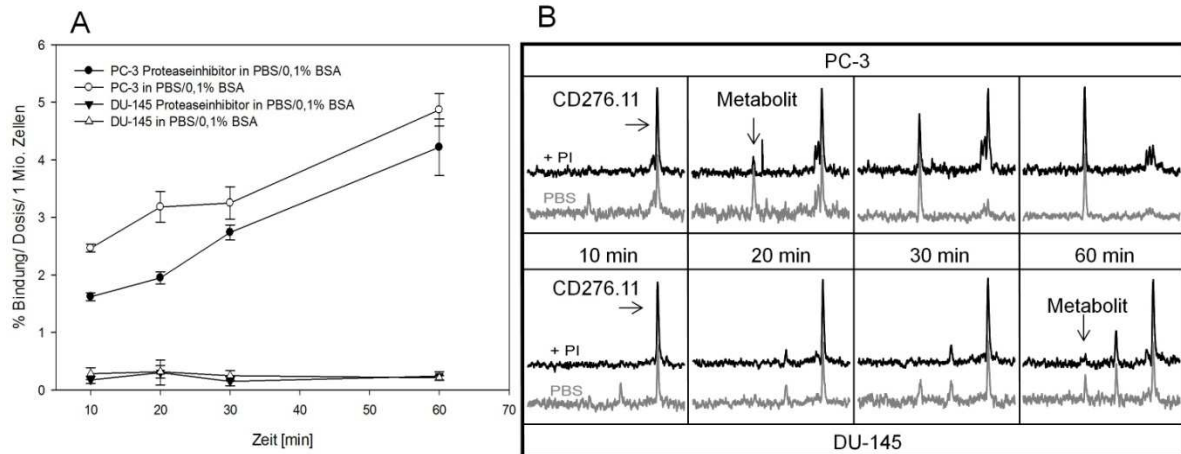 A
6
5
4
3
2
1
0
% Bindung/ Dosis/ 1 Mio. Zellen
PC-3 Proteaseinhibitor in PBS/0,1% BSA
PC-3 in PBS/0,1% BSA
DU-145 Proteaseinhibitor in PBS/0,1% BSA
DU-145 in PBS/0,1% BSA
10 20 30 40 50 60 70
Zeit [min]
B
PC-3
CD276.11
Metabolit
+ PI
PBS
10 min 20 min 30 min 60 min
CD276.11
Metabolit
+ PI
PBS
DU-145